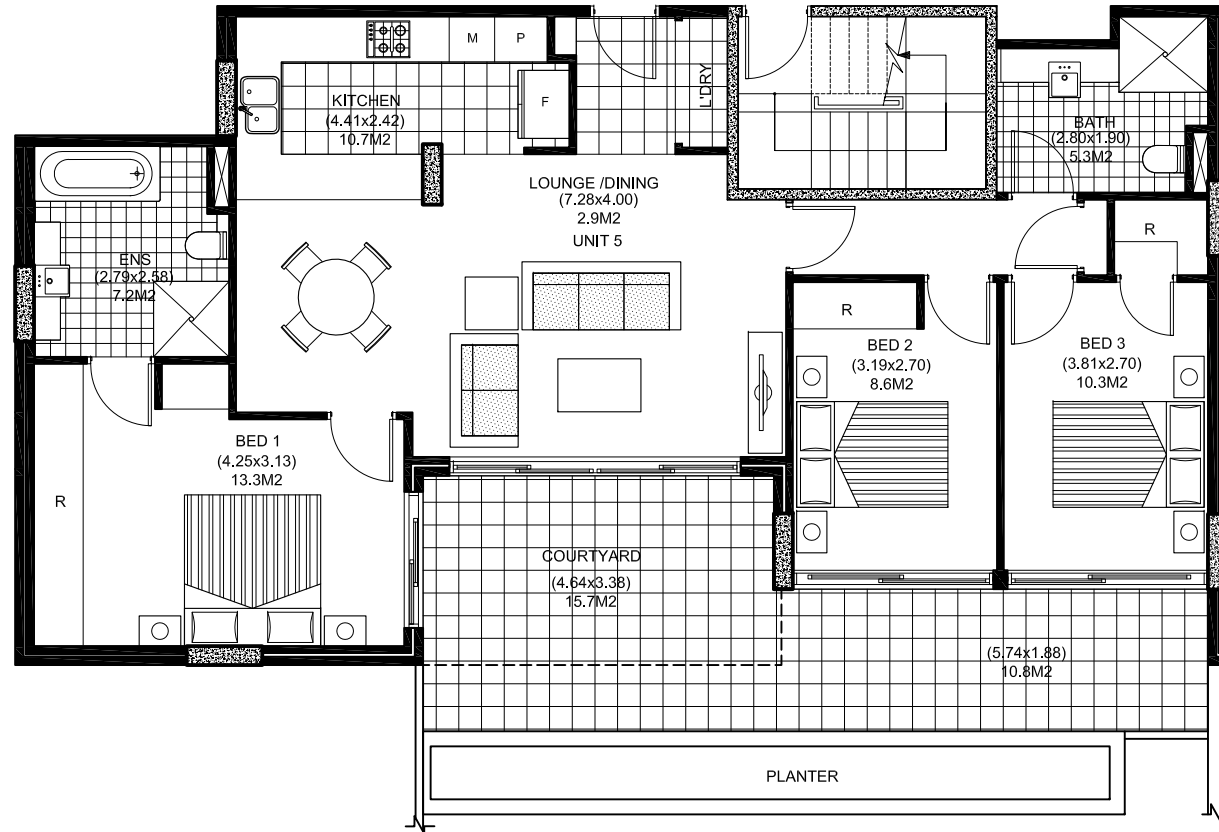 M
P
KITCHEN
(4.41x2.42)
10.7M2
F
L'DRY
BATH
(2.80x1.90)
5.3M2
LOUNGE /DINING
(7.28x4.00)
2.9M2
UNIT 5
ENS
(2.79x2.58)
7.2M2
R
R
BED 2
(3.19x2.70)
8.6M2
BED 3
(3.81x2.70)
10.3M2
BED 1
(4.25x3.13)
13.3M2
R
COURTYARD
(4.64x3.38)
15.7M2
(5.74x1.88)
10.8M2
PLANTER